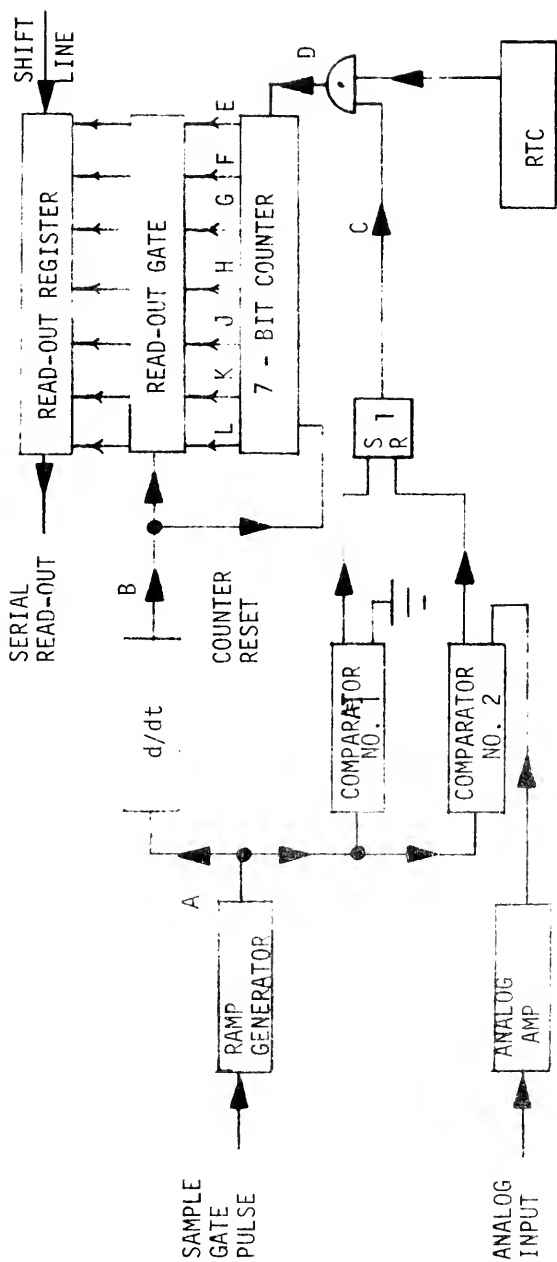 SAMPLE
GATE
PULSE
RAMP
GENERATOR
A
d/dt
B
COUNTER
RESET
SERIAL
READ-OUT
READ-OUT REGISTER
SHIFT
LINE
READ-OUT GATE
L K J H G F E
7 - BIT COUNTER
D
COMPARATOR
NO. 1
COMPARATOR
NO. 2
S 1
R
C
RTC
ANALOG
INPUT
ANALOG
AMP